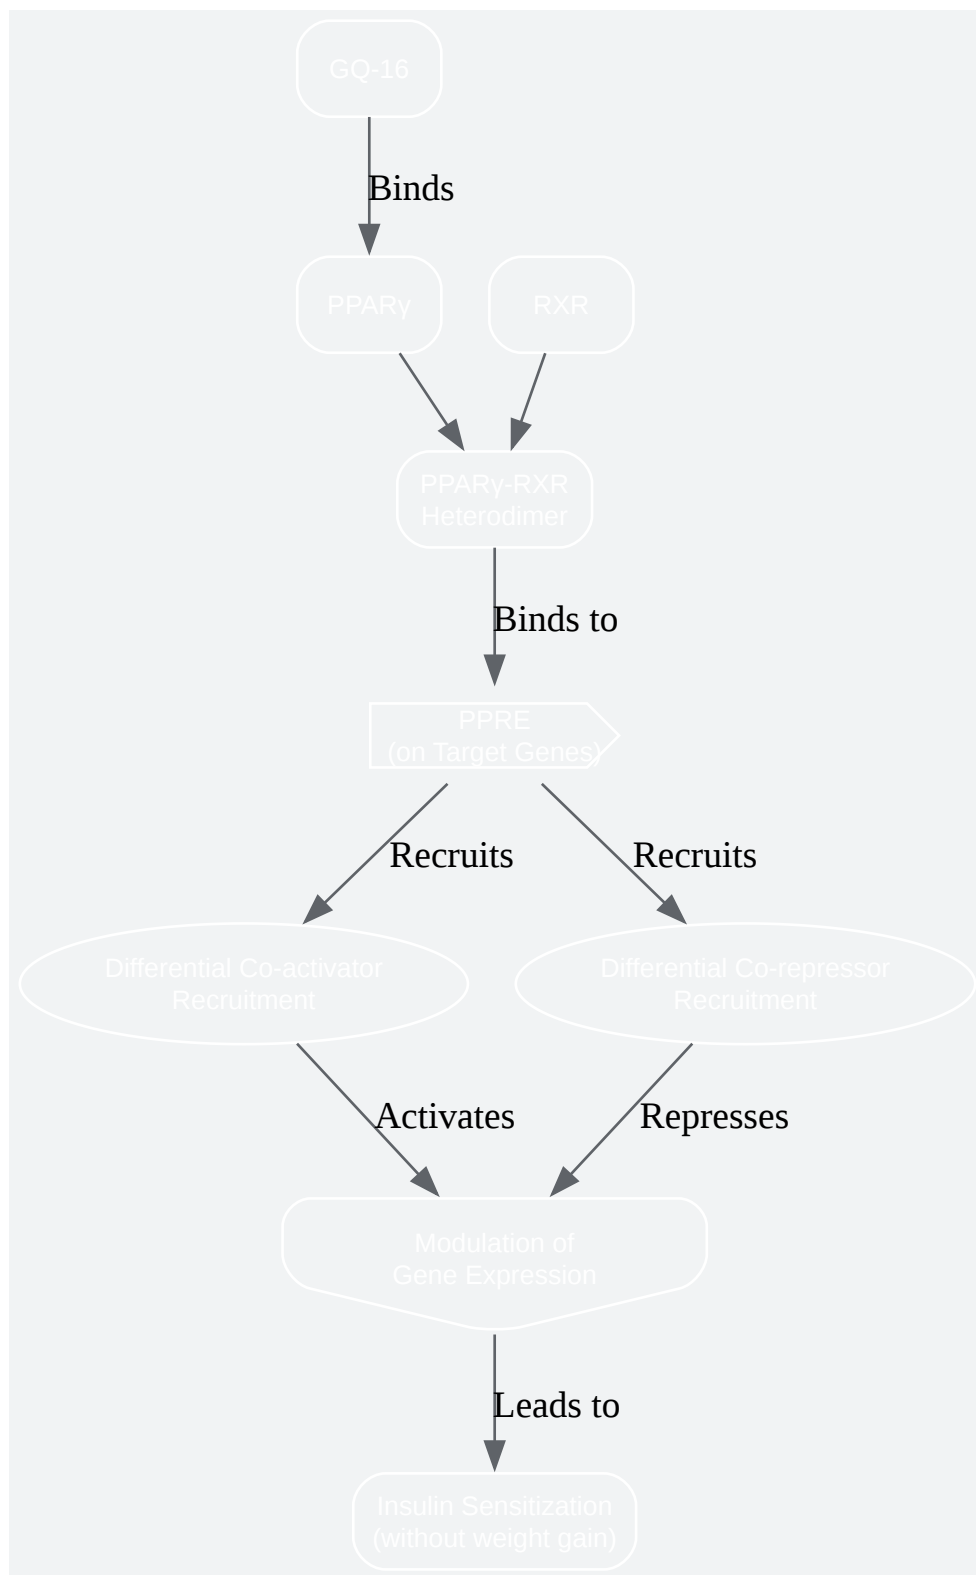 GQ-16
Binds
PPARγ
RXR
PPARγ-RXR
Heterodimer
Binds to
PPRE
(on Target Genes)
Recruits
Recruits
Differential Co-activator
Recruitment
Differential Co-repressor
Recruitment
Activates
Represses
Modulation of
Gene Expression
Leads to
Insulin Sensitization
(without weight gain)